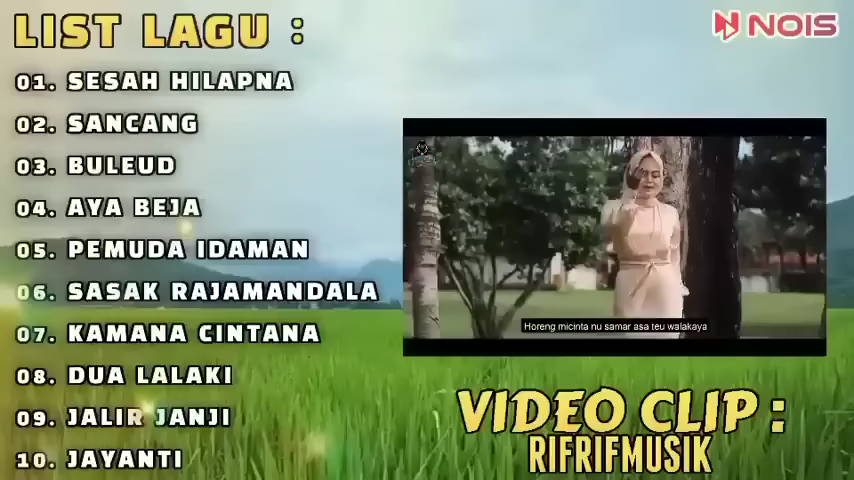 LIST LAGU :
01. SESAH HILAPNA
02. SANCANG
03. BULEUD
04. AYA BEJA
05. PEMUDA IDAMAN
06. SASAK RAJAMANDALA
07. KAMANA CINTANA
08. DUA LALAKI
09. JALIR JANJI
10. JAYANTI
NOIS
Horeng micinta nu samar asa teu walakaya
VIDEO CLIP :
RIFRIFMUSIK